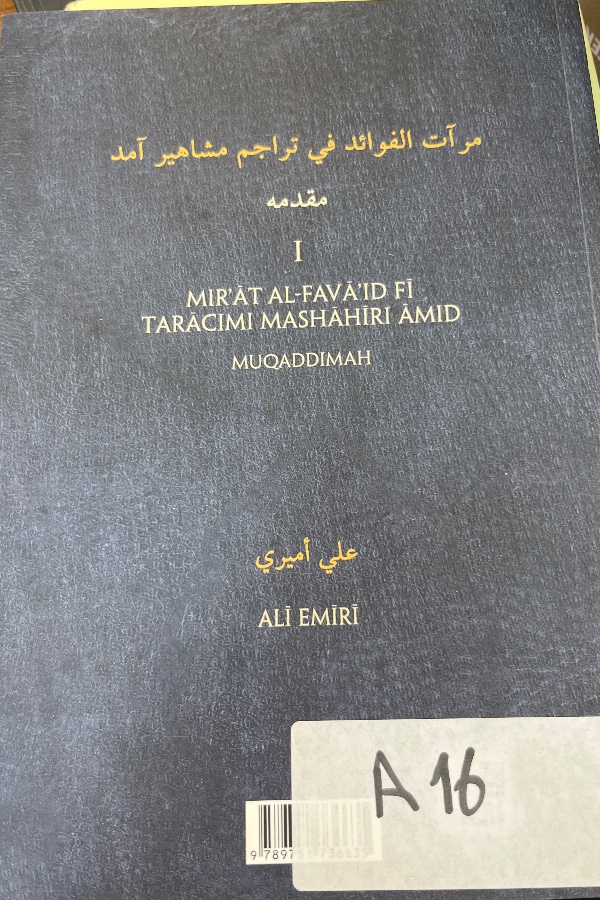 مرآت الفوائد في تراجم مشاهير آمد
مقدمه
I
MIR'ĀT AL-FAVĀ'ID FĪ
TARĀCIMI MASHĀHĪRI ĀMID
MUQADDIMAH
علي أميري
ALĪ EMĪRĪ
A 16